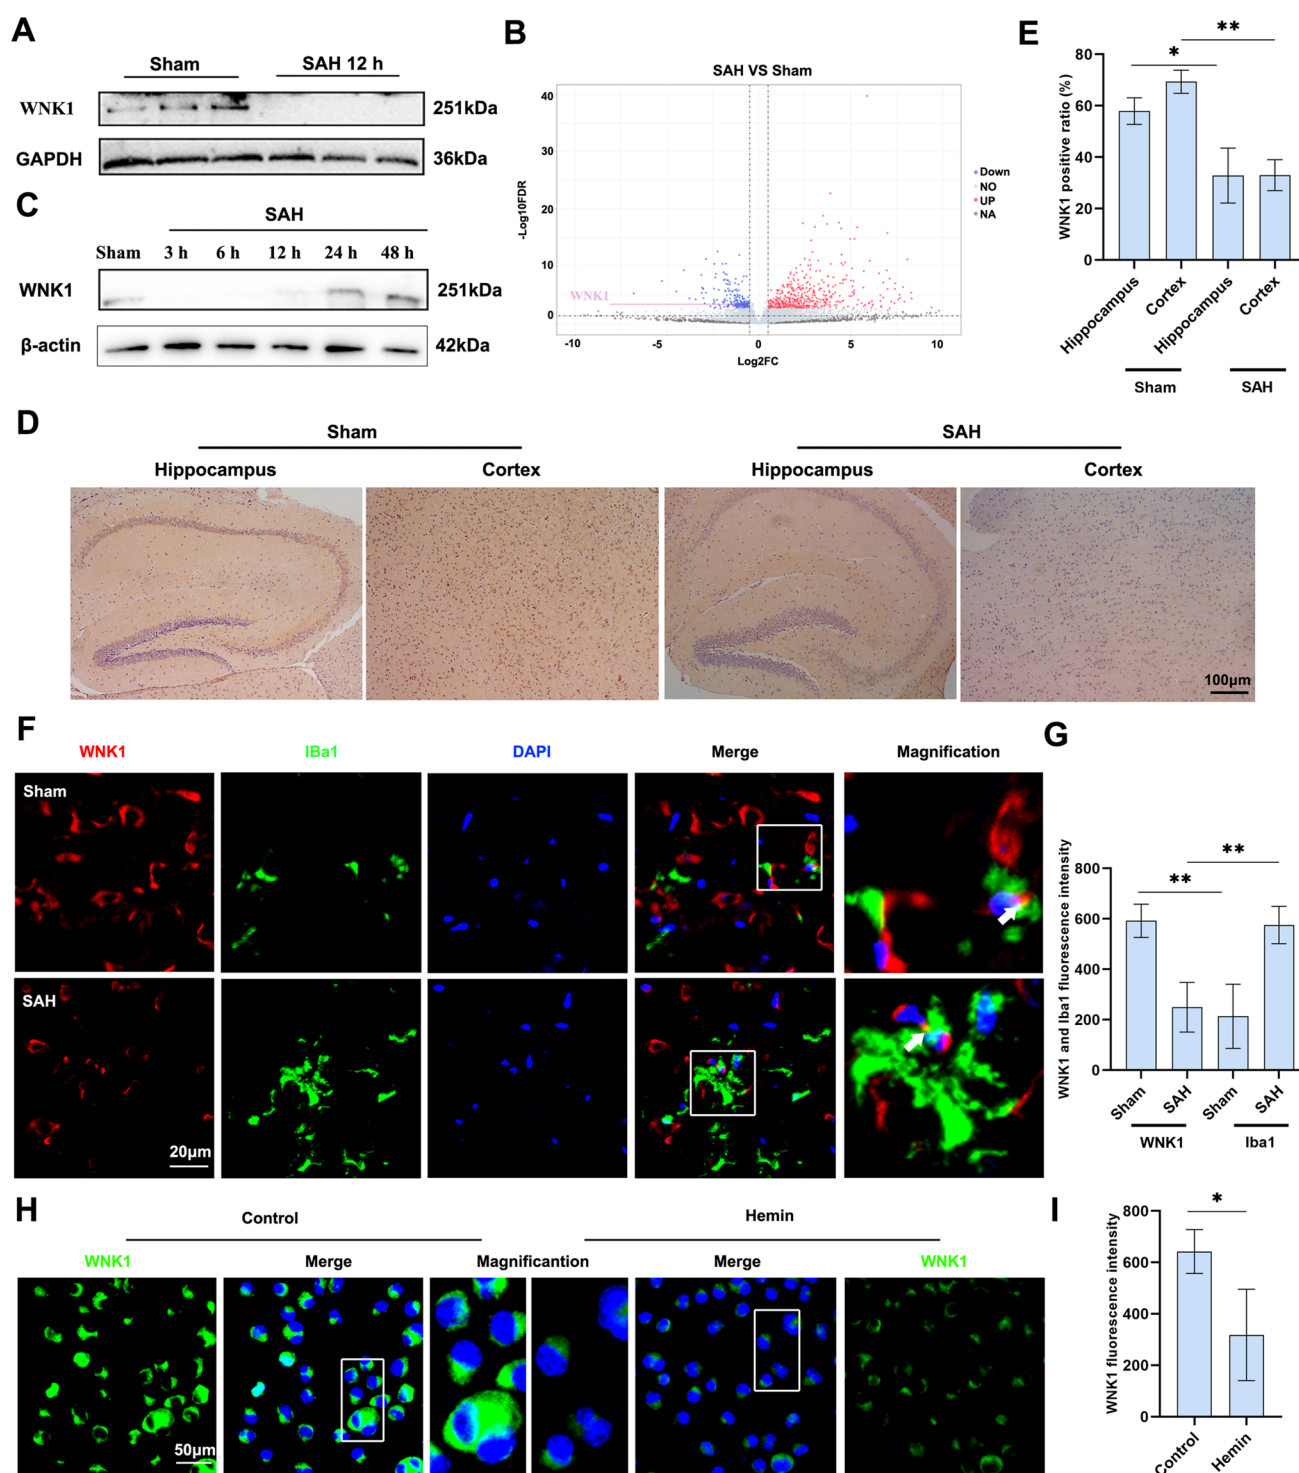 A
Sham
SAH 12 h
WNK1
251kDa
GAPDH
36kDa
B
SAH VS Sham
-Log10FDR
40
30
20
10
0
WNK1
-10
-5
0
5
10
Log2FC
Down
NO
UP
NA
C
SAH
Sham
3 h
6 h
12 h
24 h
48 h
WNK1
251kDa
β-actin
42kDa
E
WNK1 positive ratio (%)
80
60
40
20
0
*
**
Hippocampus
Cortex
Hippocampus
Cortex
Sham
SAH
D
Sham
SAH
Hippocampus
Cortex
Hippocampus
Cortex
100μm
F
WNK1
IBa1
DAPI
Merge
Magnification
Sham
SAH
20μm
G
WNK1 and Iba1 fluorescence intensity
800
600
400
200
0
**
**
Sham
SAH
Sham
SAH
WNK1
Iba1
H
Control
Hemin
WNK1
Merge
Magnificantion
Merge
WNK1
50μm
I
WNK1 fluorescence intensity
800
600
400
200
0
*
Control
Hemin